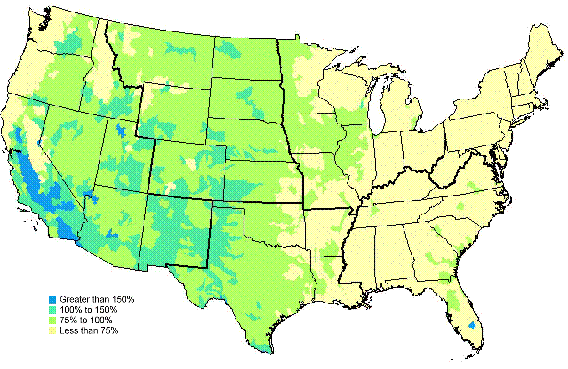 Greater than 150%
100% to 150%
75% to 100%
Less than 75%